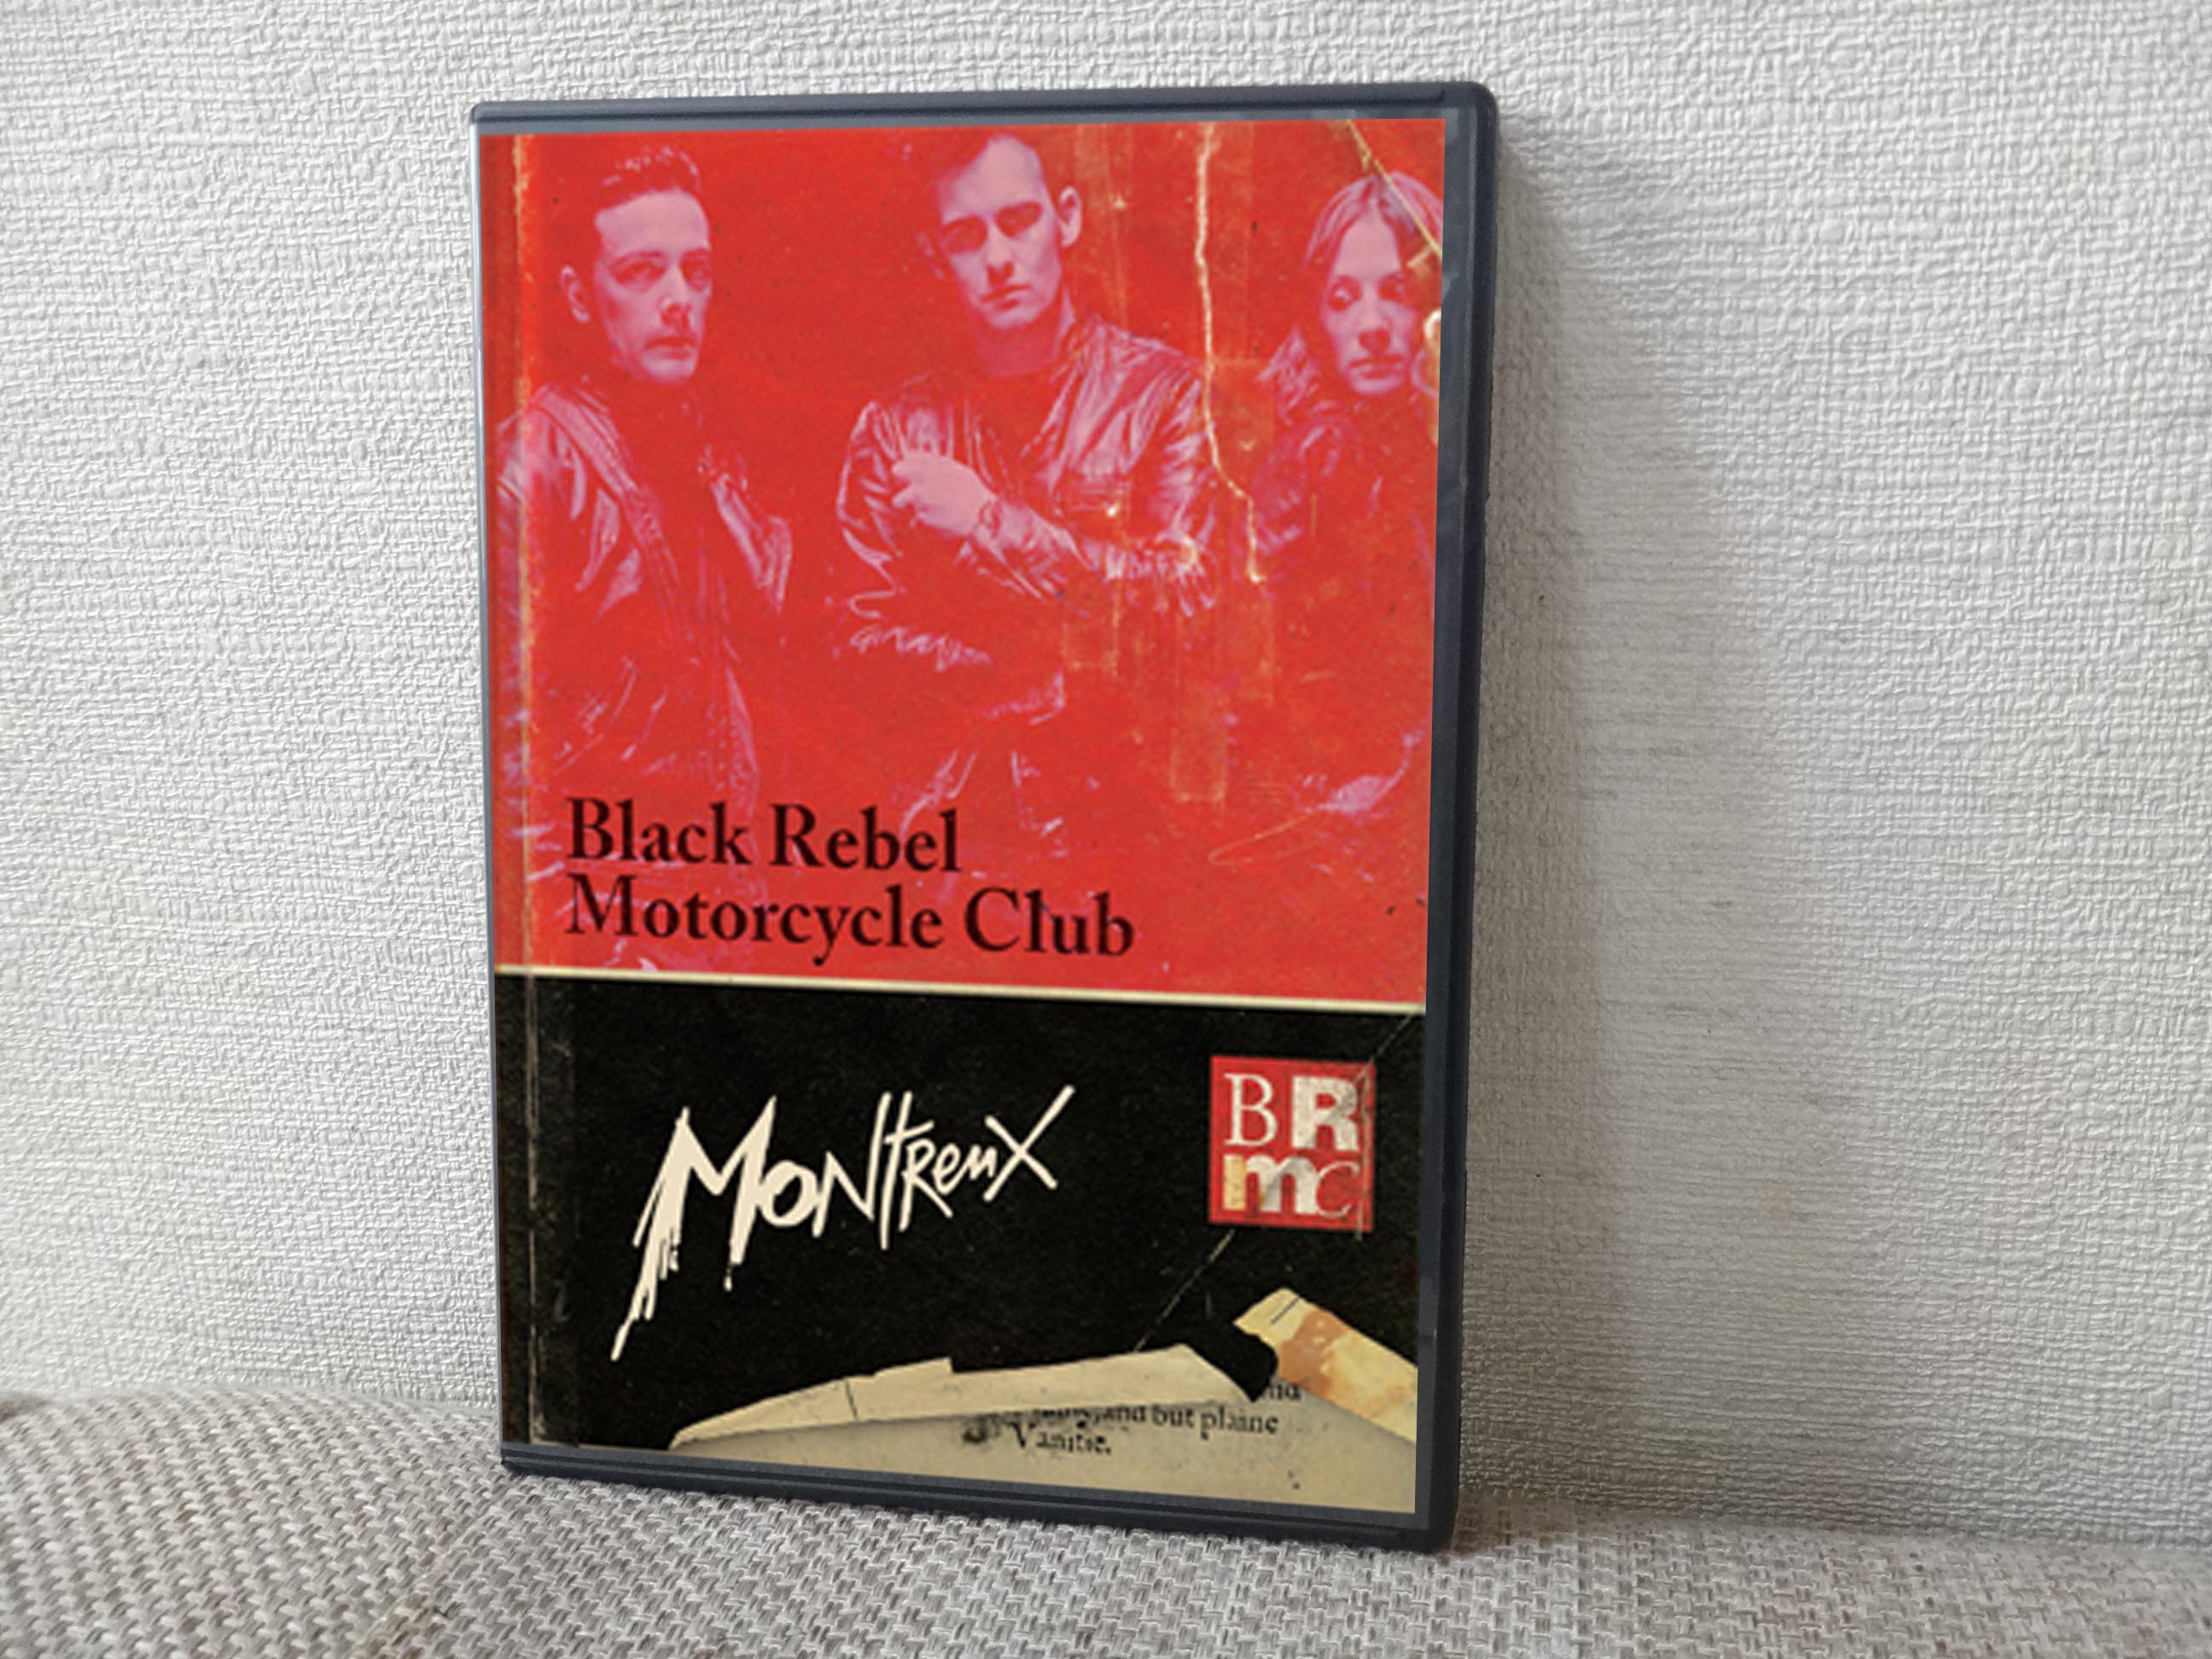 Black Rebel
Motorcycle Club
Montreux
BR
mc
and but plaine
Vanitie.